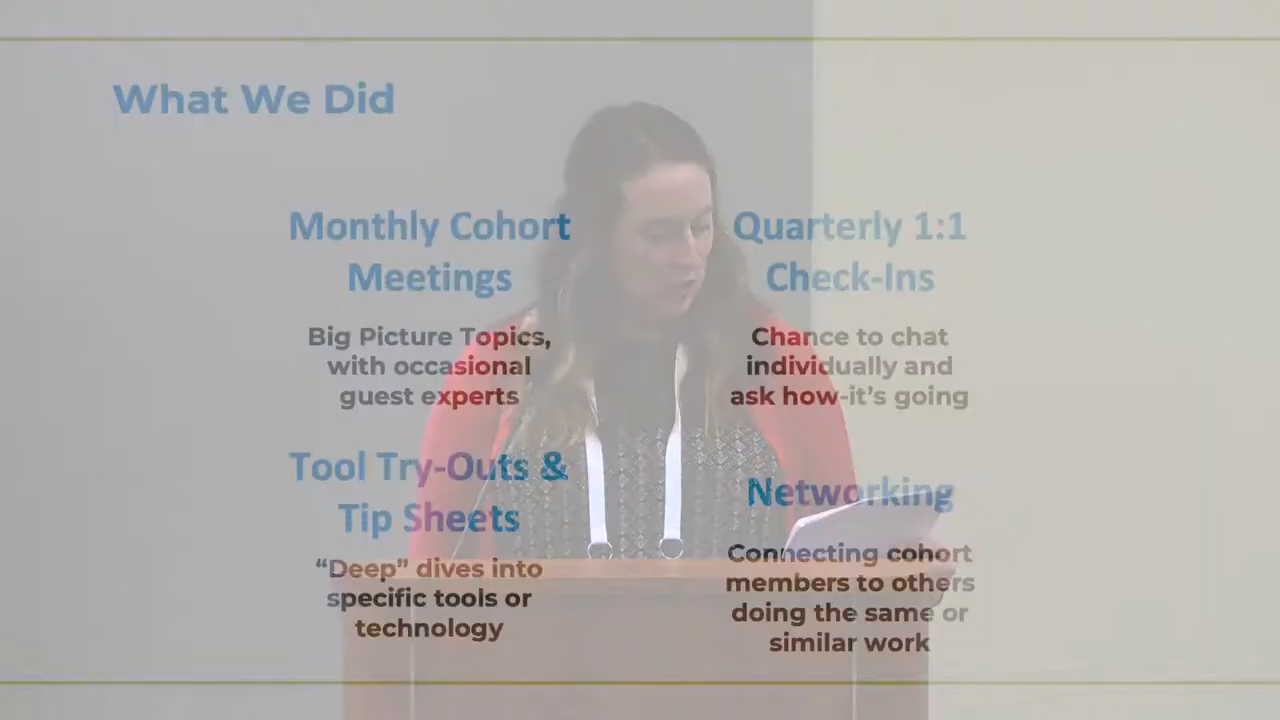 What We Did
Monthly Cohort
Meetings
Big Picture Topics,
with occasional
guest experts
Quarterly 1:1
Check-Ins
Chance to chat
individually and
ask how-it’s going
Tool Try-Outs &
Tip Sheets
“Deep” dives into
specific tools or
technology
Networking
Connecting cohort
members to others
doing the same or
similar work